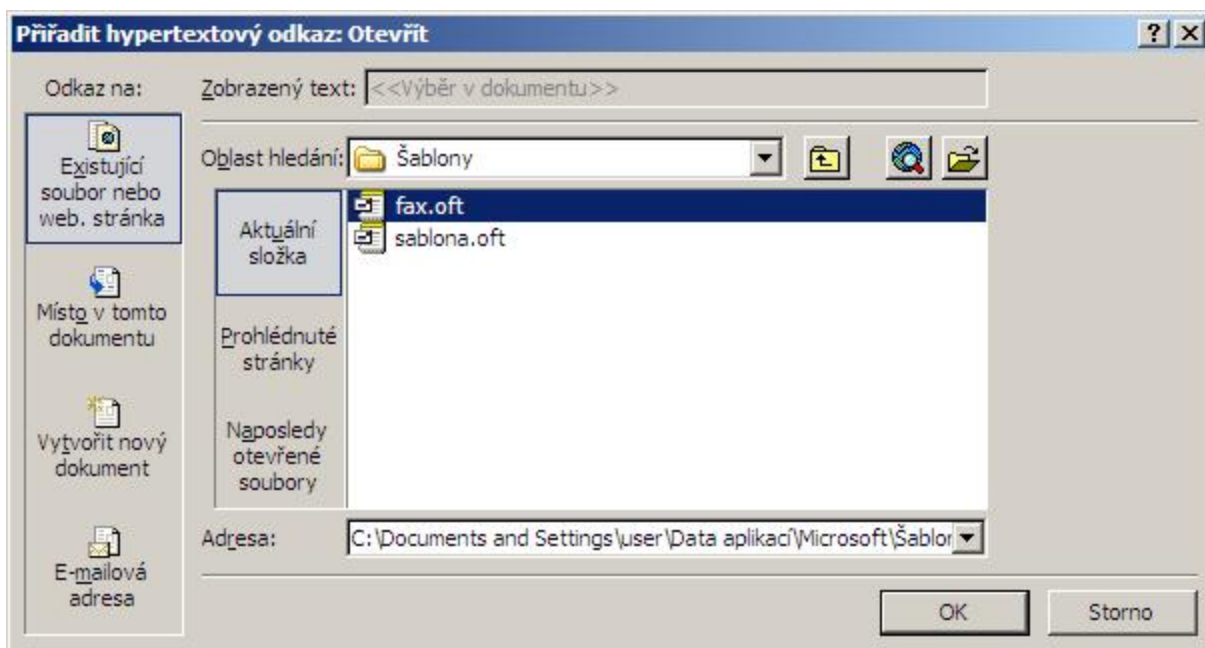 Přiřadit hypertextový odkaz: Otevřít
Odkaz na:
Zobrazený text: <<Výběr v dokumentu>>
Existující
soubor nebo
web. stránka
Místo v tomto
dokumentu
Vytvořit nový
dokument
E-mailová
adresa
Oblast hledání: Šablony
Aktuální
složka
Prohlédnuté
stránky
Naposledy
otevřené
soubory
fax.oft
sablona.oft
Adresa: C:\Documents and Settings\user\Data aplikací\Microsoft\Šablon
OK Storno